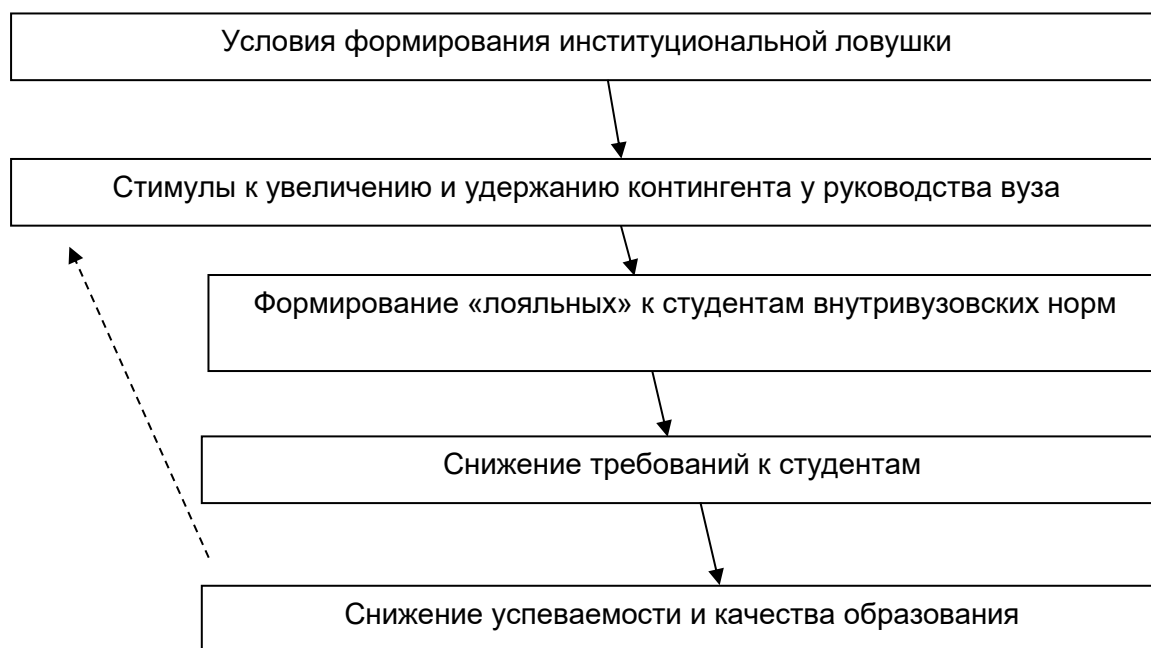 Условия формирования институциональной ловушки
Стимулы к увеличению и удержанию контингента у руководства вуза
Формирование «лояльных» к студентам внутривузовских норм
Снижение требований к студентам
Снижение успеваемости и качества образования